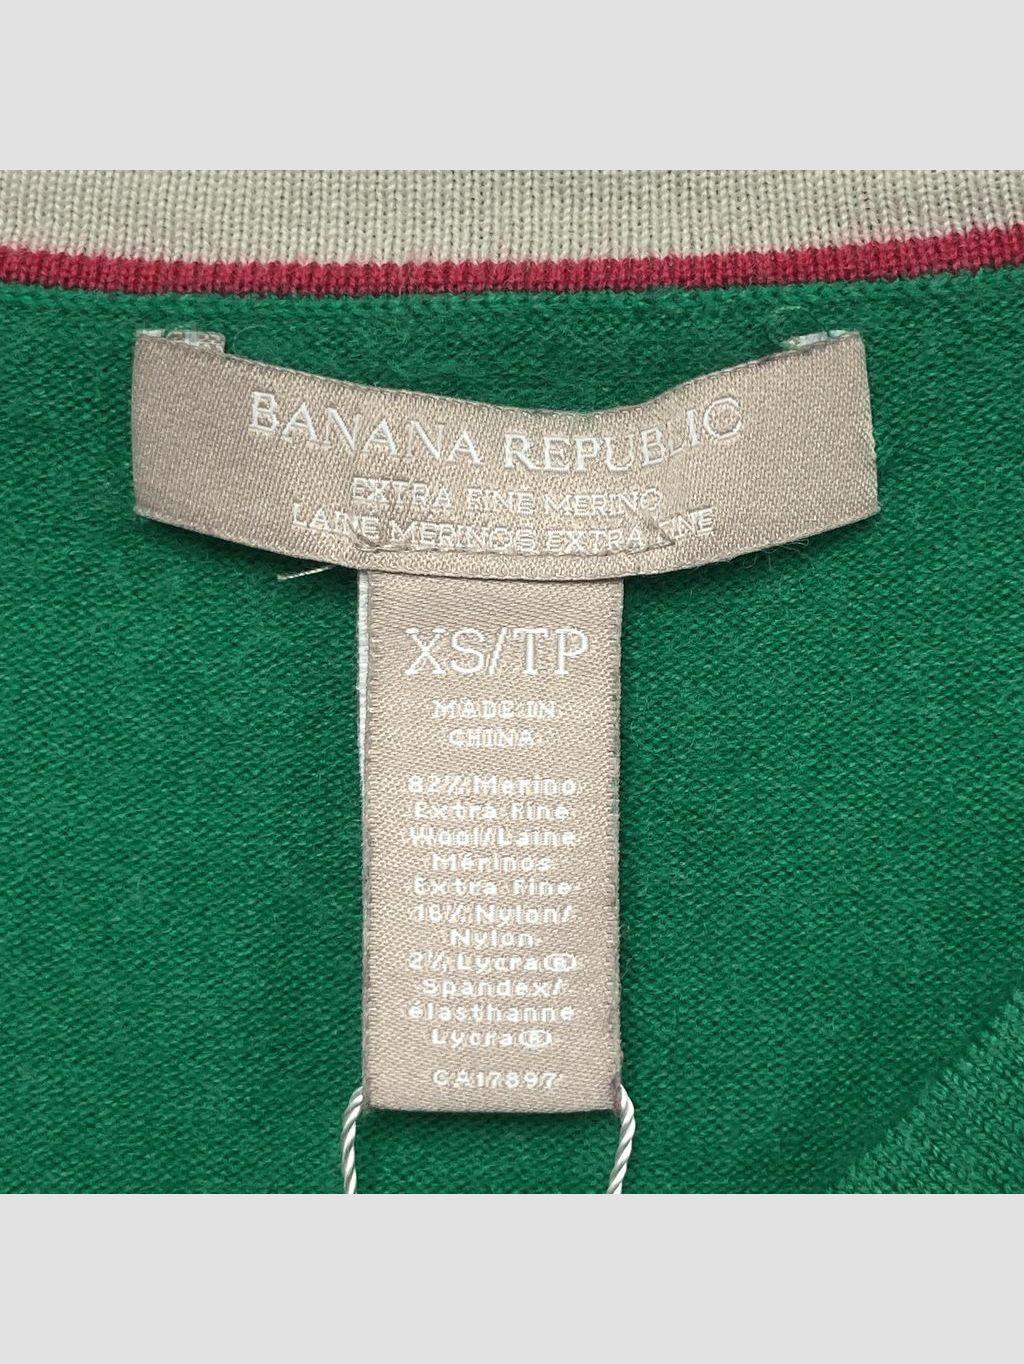 BANANA REPUBLIC
EXTRA FINE MERINO
LAINE MERINOS EXTRA FINE
XS/TP
MADE IN
CHINA
82% Merino
Extra Fine
Wool/Laine
Mérinos
Extra Fine
16% Nylon/
Nylon
2% Lycra®
Spandex/
élasthanne
Lycra®
CA17897